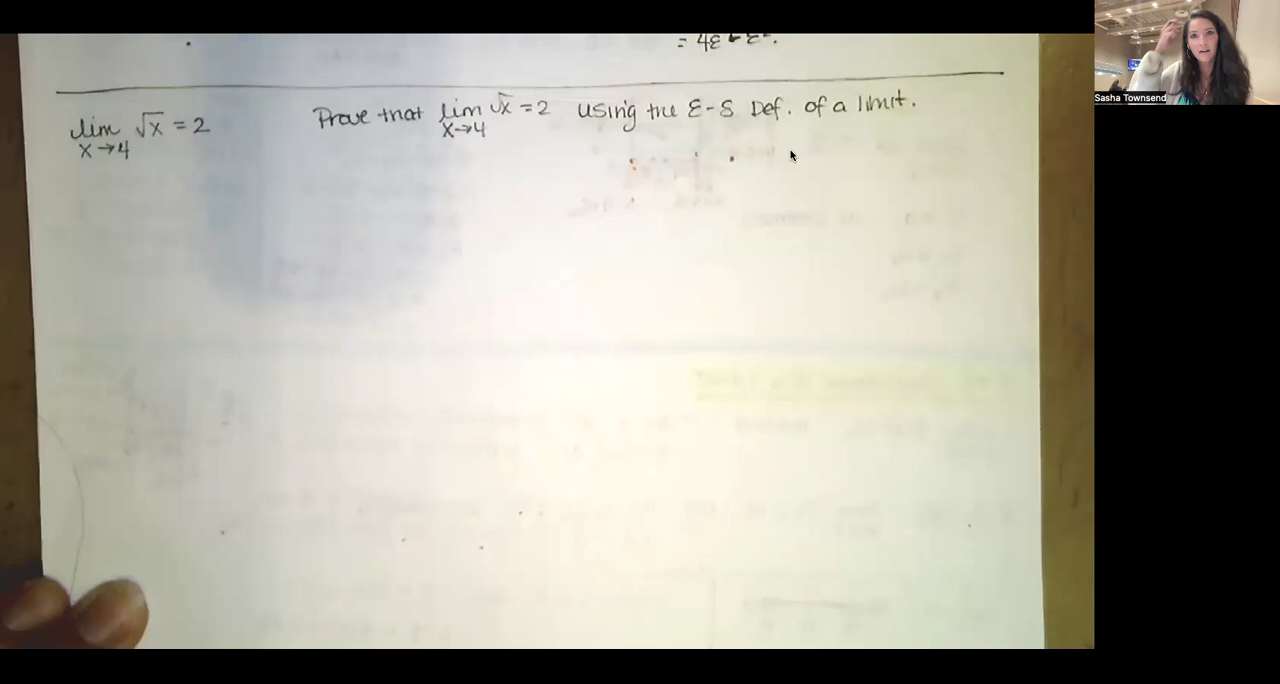 = 4ε - ε².
lim √x = 2
x→4
Prove that lim √x = 2 using the ε-δ Def. of a limit.
x→4
Sasha Townsend